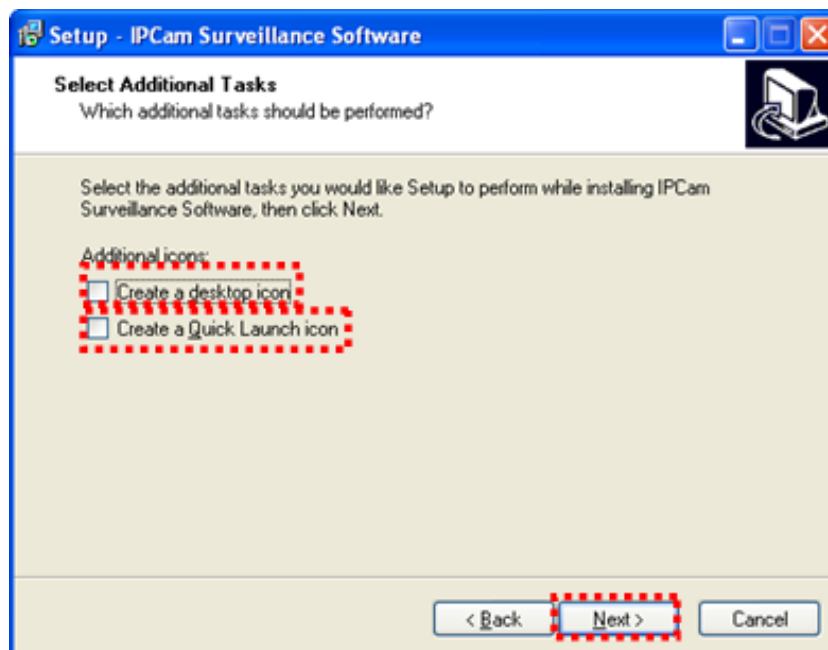 Setup - IPCam Surveillance Software
Select Additional Tasks
Which additional tasks should be performed?
Select the additional tasks you would like Setup to perform while installing IPCam
Surveillance Software, then click Next.
Additional icons:
Create a desktop icon
Create a Quick Launch icon
< Back
Next >
Cancel